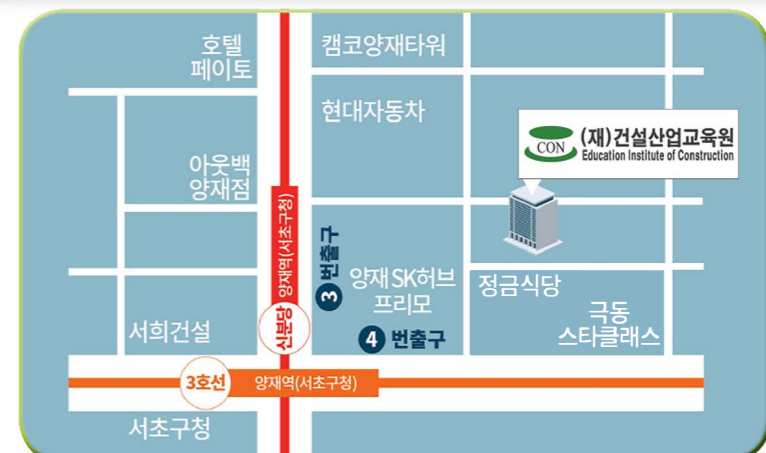 호텔
페이토
캠코양재타워
현대자동차
CON
(재)건설산업교육원
Education Institute of Construction
아웃백
양재점
신분당 양재역(서초구청)
3 번출구
양재 SK허브
프리모
4 번출구
정금식당
극동
스타클래스
서희건설
3호선 양재역(서초구청)
서초구청